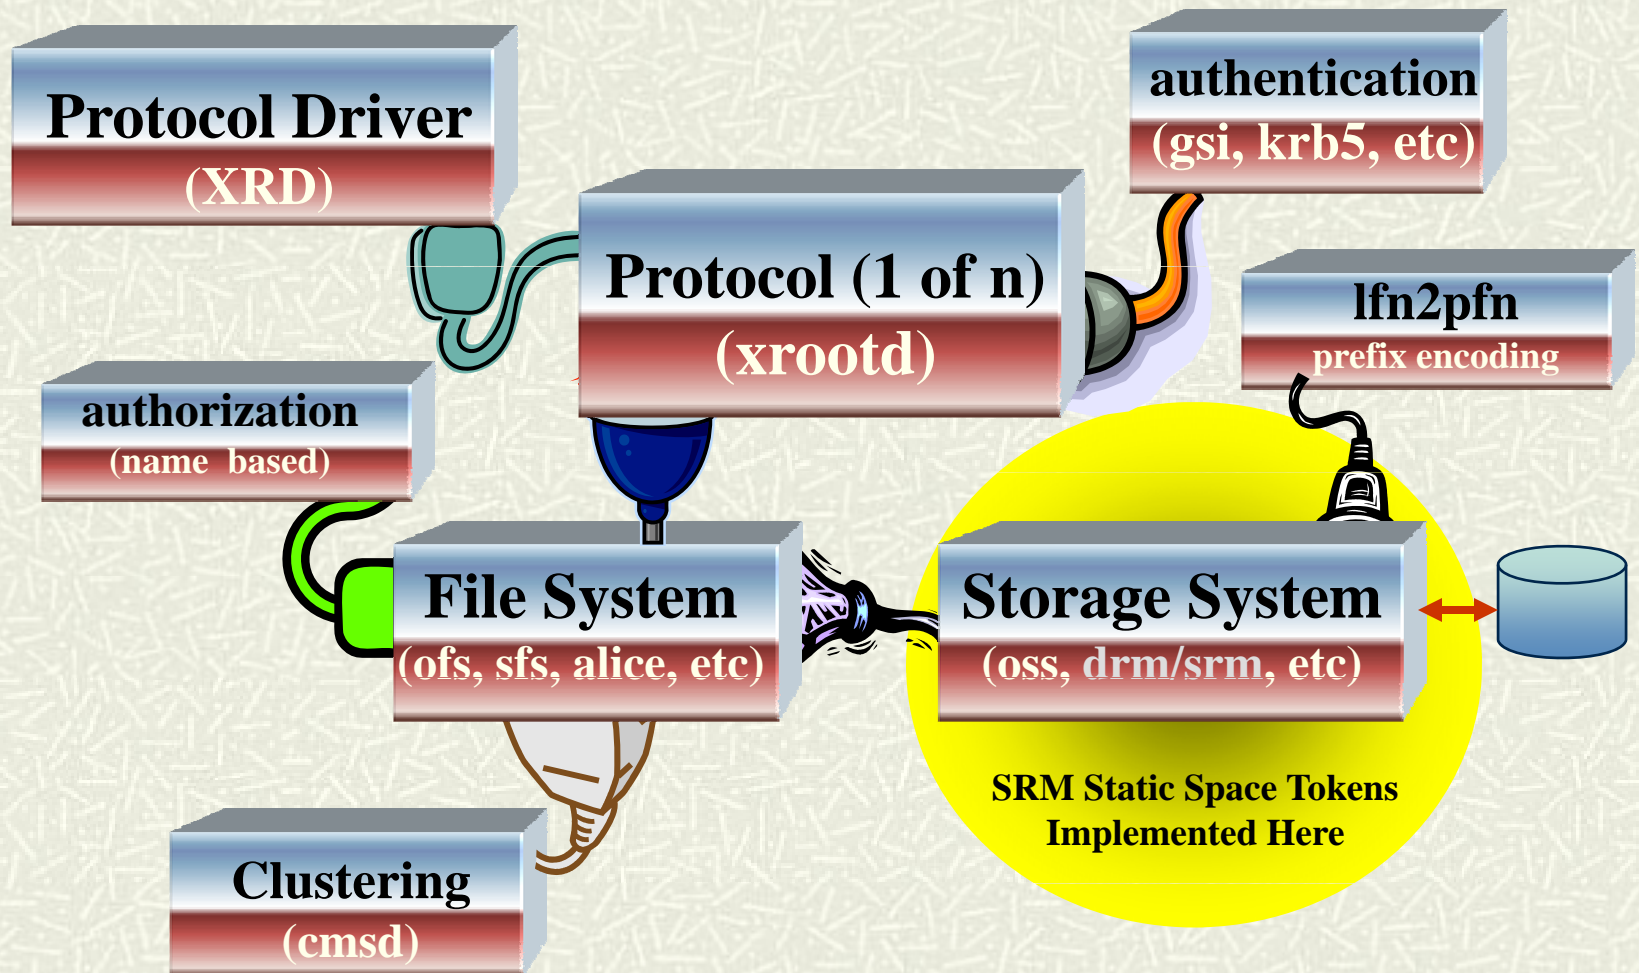 Protocol Driver
(XRD)
authentication
(gsi, krb5, etc)
Protocol (1 of n)
(xrootd)
lfn2pfn
prefix encoding
authorization
(name based)
File System
(ofs, sfs, alice, etc)
Storage System
(oss, drm/srm, etc)
SRM Static Space Tokens
Implemented Here
Clustering
(cmsd)